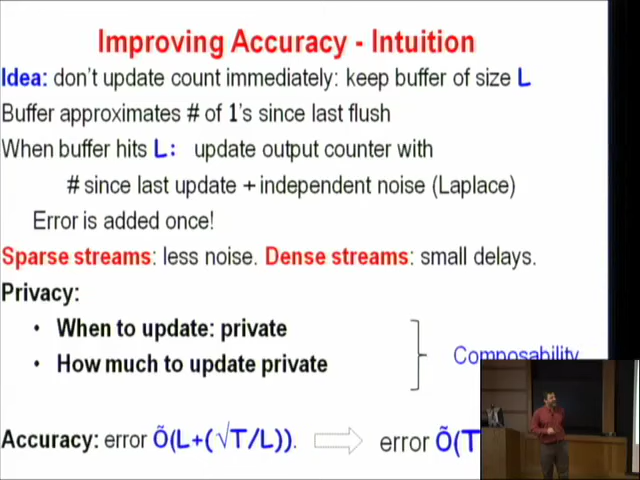 Improving Accuracy - Intuition
Idea: don't update count immediately: keep buffer of size L
Buffer approximates # of 1's since last flush
When buffer hits L: update output counter with
# since last update + independent noise (Laplace)
Error is added once!
Sparse streams: less noise. Dense streams: small delays.
Privacy:
• When to update: private
• How much to update private
Composability
Accuracy: error Õ(L+(√T/L)). error Õ(T